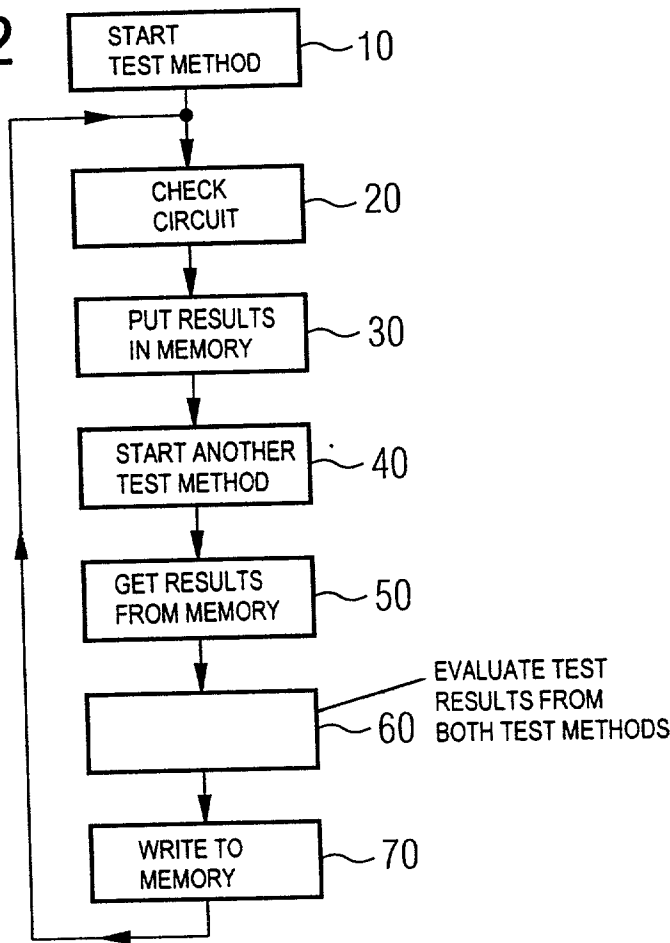 2
START
TEST METHOD
10
CHECK
CIRCUIT
20
PUT RESULTS
IN MEMORY
30
START ANOTHER
TEST METHOD
40
GET RESULTS
FROM MEMORY
50
60
EVALUATE TEST
RESULTS FROM
BOTH TEST METHODS
WRITE TO
MEMORY
70